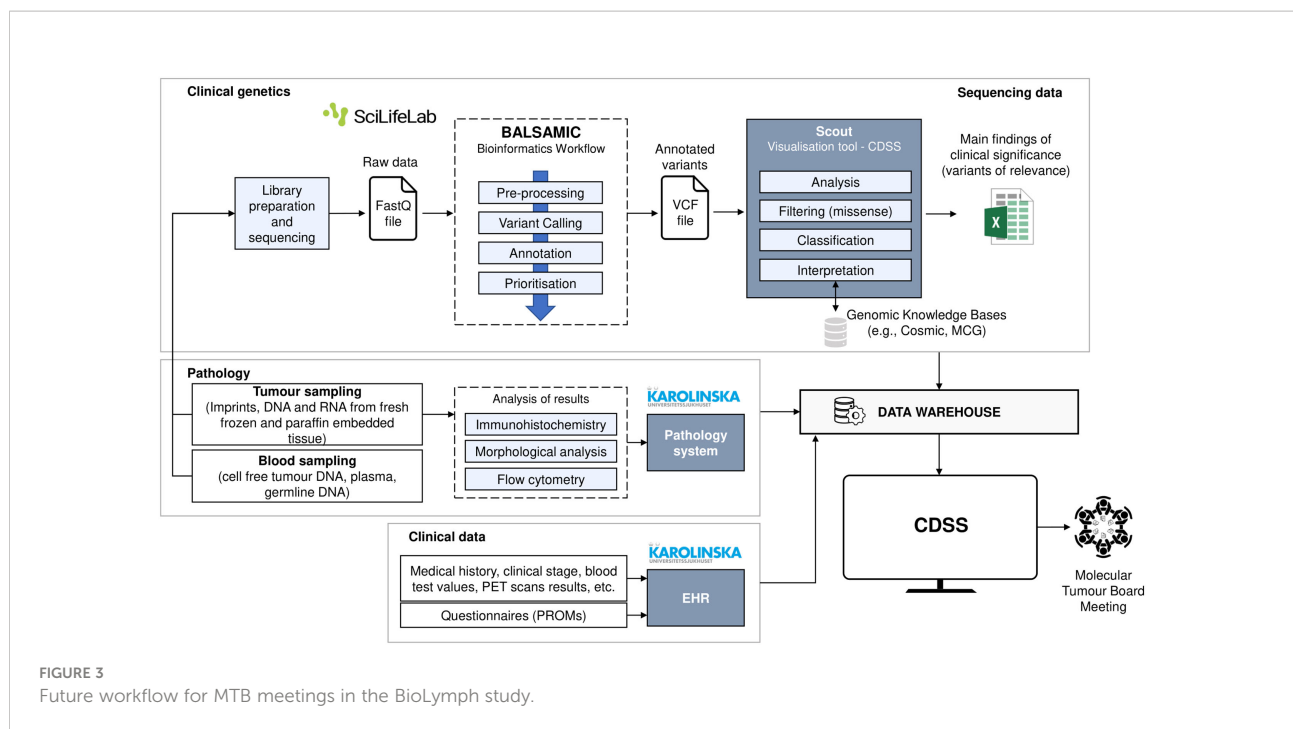 Clinical genetics
Sequencing data
SciLifeLab
Raw data
FastQ
file
Library
preparation
and
sequencing
BALSAMIC
Bioinformatics Workflow
Pre-processing
Variant Calling
Annotation
Prioritisation
Annotated
variants
VCF
file
Scout
Visualisation tool - CDSS
Analysis
Filtering (missense)
Classification
Interpretation
Main findings of
clinical significance
(variants of relevance)
X
Genomic Knowledge Bases
(e.g., Cosmic, MCG)
Pathology
Tumour sampling
(Imprints, DNA and RNA from fresh
frozen and paraffin embedded
tissue)
Blood sampling
(cell free tumour DNA, plasma,
germline DNA)
Analysis of results
Immunohistochemistry
Morphological analysis
Flow cytometry
KAROLINSKA
UNIVERSITETSSJUKHUSET
Pathology
system
DATA WAREHOUSE
CDSS
Molecular
Tumour Board
Meeting
Clinical data
Medical history, clinical stage, blood
test values, PET scans results, etc.
Questionnaires (PROMs)
KAROLINSKA
UNIVERSITETSSJUKHUSET
EHR
FIGURE 3
Future workflow for MTB meetings in the BioLymph study.